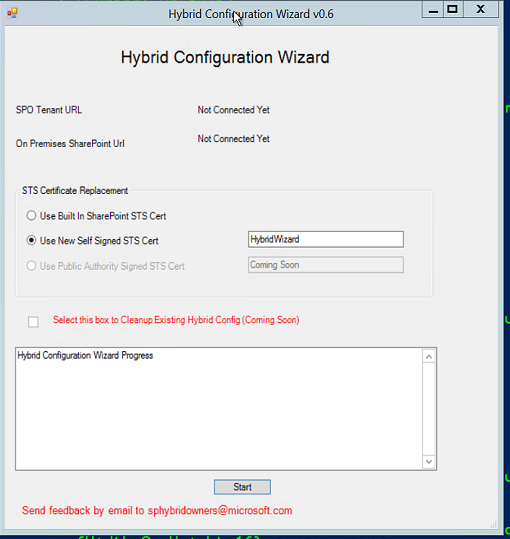 Hybrid Configuration Wizard v0.6
Hybrid Configuration Wizard
SPO Tenant URL Not Connected Yet
On Premises SharePoint Url Not Connected Yet
STS Certificate Replacement
Use Built In SharePoint STS Cert
Use New Self Signed STS Cert HybridWizard
Use Public Authority Signed STS Cert Coming Soon
Select this box to Cleanup Existing Hybrid Config (Coming Soon)
Hybrid Configuration Wizard Progress
Start
Send feedback by email to sphybridowners@microsoft.com